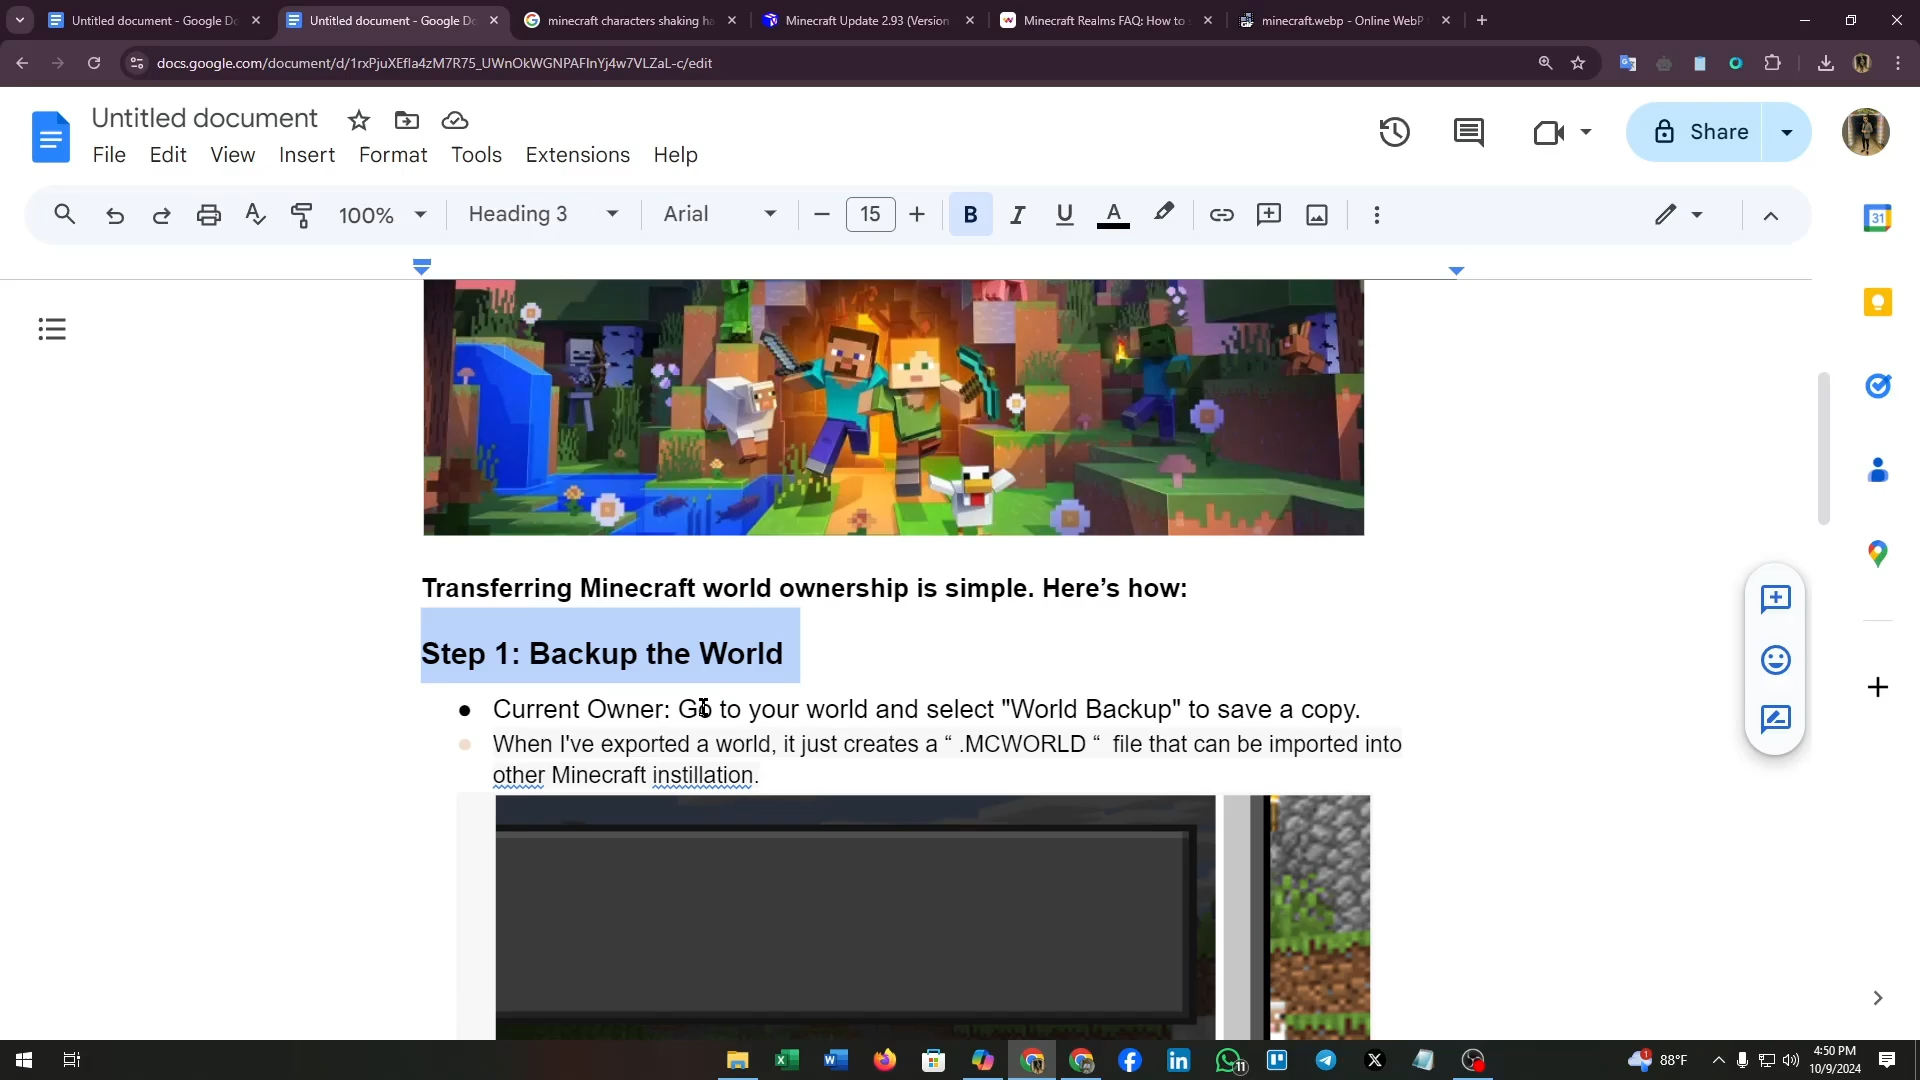 Untitled document - Google Do
Untitled document - Google Do
minecraft characters shaking ha
Minecraft Update 2.93 (Version
Minecraft Realms FAQ: How to
minecraft.webp - Online WebP
docs.google.com/document/d/1rxPjuXEfla4zM7R75_UWnOkWGNPAFlnYj4w7VLZaL-c/edit
Untitled document
Share
File Edit View Insert Format Tools Extensions Help
100% Heading 3 Arial 15 B I U A
31
Transferring Minecraft world ownership is simple. Here’s how:
Step 1: Backup the World
Current Owner: Go to your world and select "World Backup" to save a copy.
When I've exported a world, it just creates a “ .MCWORLD “ file that can be imported into
other Minecraft instillation.
11
1
88°F
4:50 PM
10/9/2024